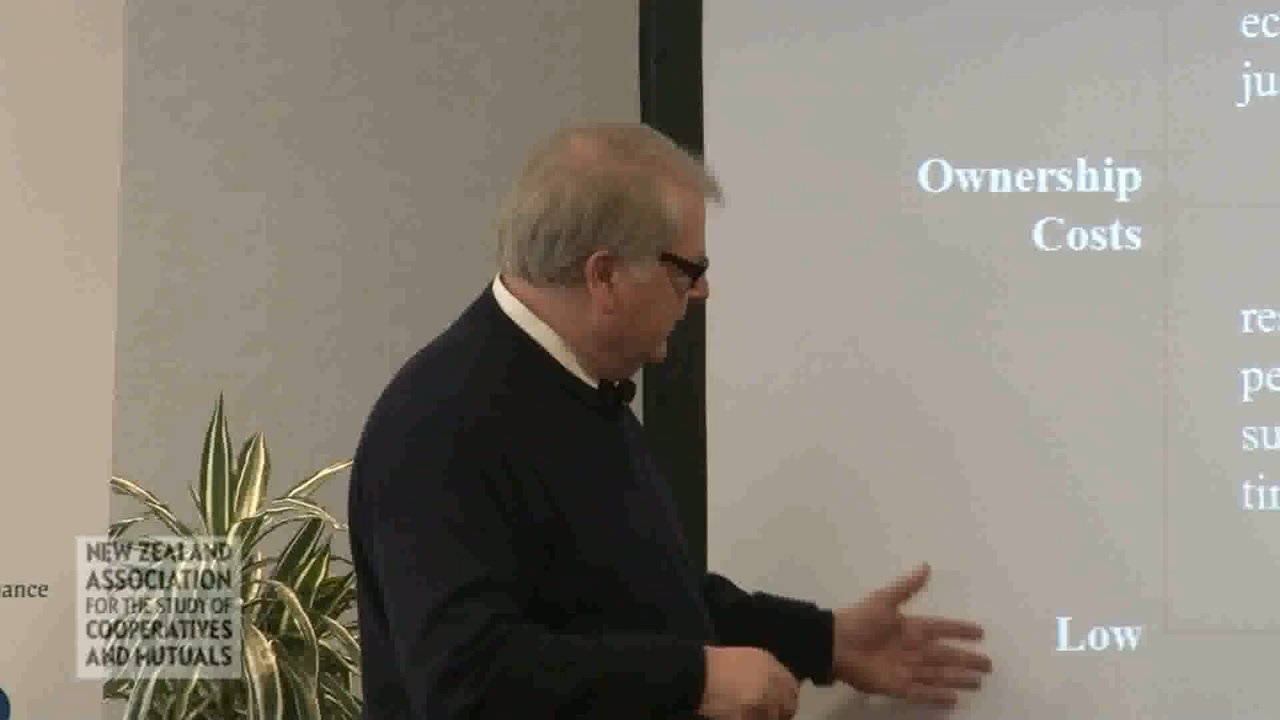 ec
ju
Ownership
Costs
re
pe
su
tin
Low
ance
NEW ZEALAND
ASSOCIATION
FOR THE STUDY OF
COOPERATIVES
AND MUTUALS